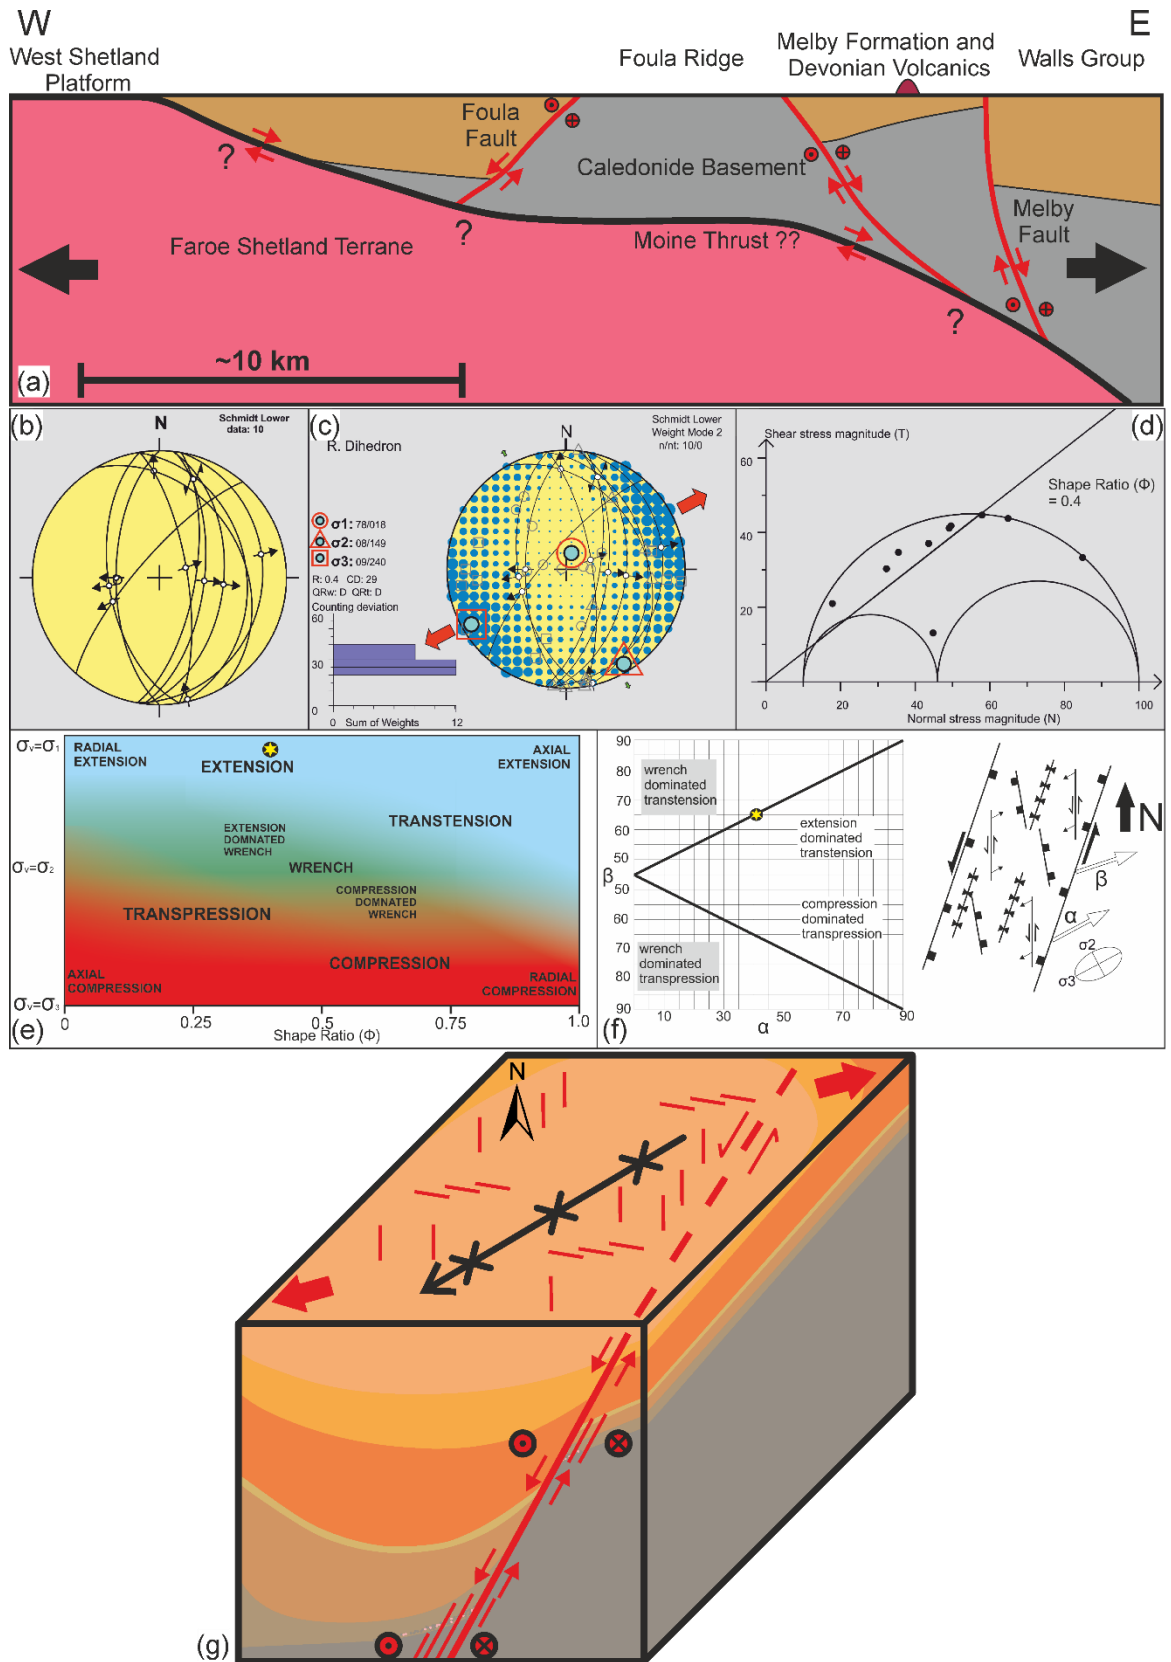 W
E
West Shetland
Platform
Foula Ridge
Melby Formation and
Devonian Volcanics
Walls Group
Foula
Fault
?
Caledonide Basement
?
Faroe Shetland Terrane
Moine Thrust ??
Melby
Fault
?
~10 km
(a)
(b)
N
Schmidt Lower
data: 10
(c)
R. Dihedron
N
Schmidt Lower
Weight Mode 2
n/nt: 10/0
σ1: 78/018
σ2: 08/149
σ3: 09/240
R: 0.4 CD: 29
QRw: D QRt: D
Counting deviation
60
30
0
0
12
Sum of Weights
(d)
Shear stress magnitude (T)
60
40
20
Shape Ratio (Φ)
= 0.4
0
20
40
60
80
100
Normal stress magnitude (N)
σv=σ1
σv=σ2
σv=σ3
RADIAL
EXTENSION
EXTENSION
AXIAL
EXTENSION
TRANSTENSION
EXTENSION
DOMNATED
WRENCH
WRENCH
COMPRESSION
DOMNATED
WRENCH
TRANSPRESSION
COMPRESSION
AXIAL
COMPRESSION
RADIAL
COMPRESSION
(e)
0
0.25
0.5
0.75
1.0
Shape Ratio (Φ)
90
80
70
65
60
50
β
50
60
65
70
80
90
wrench
dominated
transtension
extension
dominated
transtension
compression
dominated
transpression
wrench
dominated
transpression
(f)
10
30
50
70
90
α
N
β
α
σ2
σ3
N
(g)